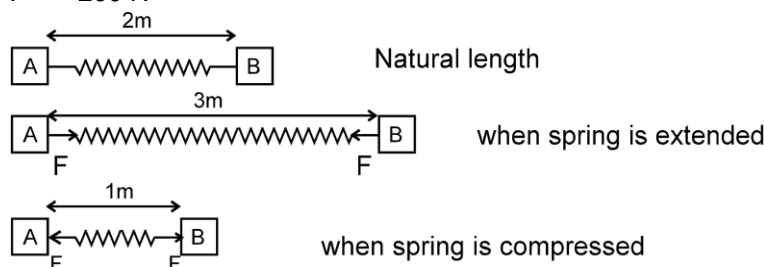 2m
A B Natural length
3m
A B when spring is extended
F F
1m
A B when spring is compressed